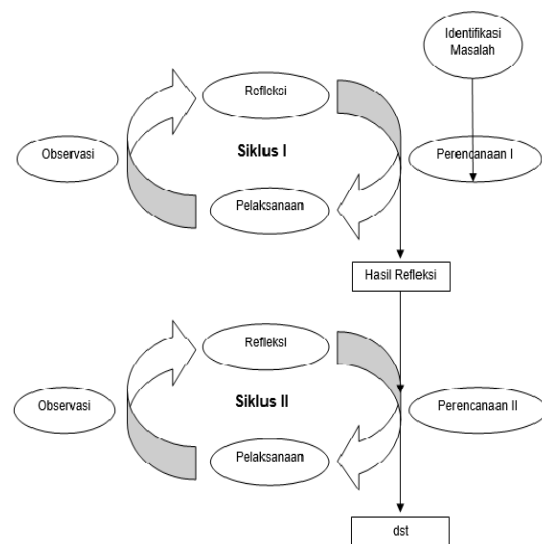 Identifikasi
Masalah
Refleksi
Observasi
Siklus I
Perencanaan I
Pelaksanaan
Hasil Refleksi
Refleksi
Observasi
Siklus II
Perencanaan II
Pelaksanaan
dst